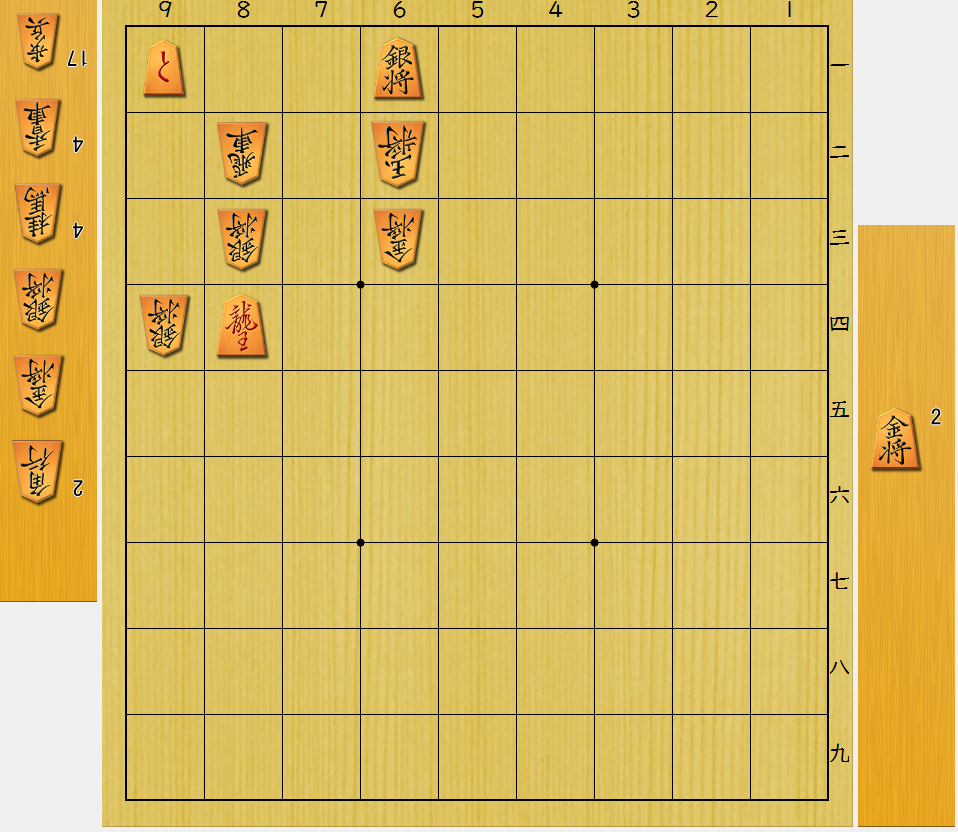 9 8 7 6 5 4 3 2 1
一
二
三
四
五
六
七
八
九
歩兵 17
香車 4
桂馬 4
銀将
金将
角行 2
と
銀将
飛車
玉将
銀将
金将
銀将
龍王
金将 2